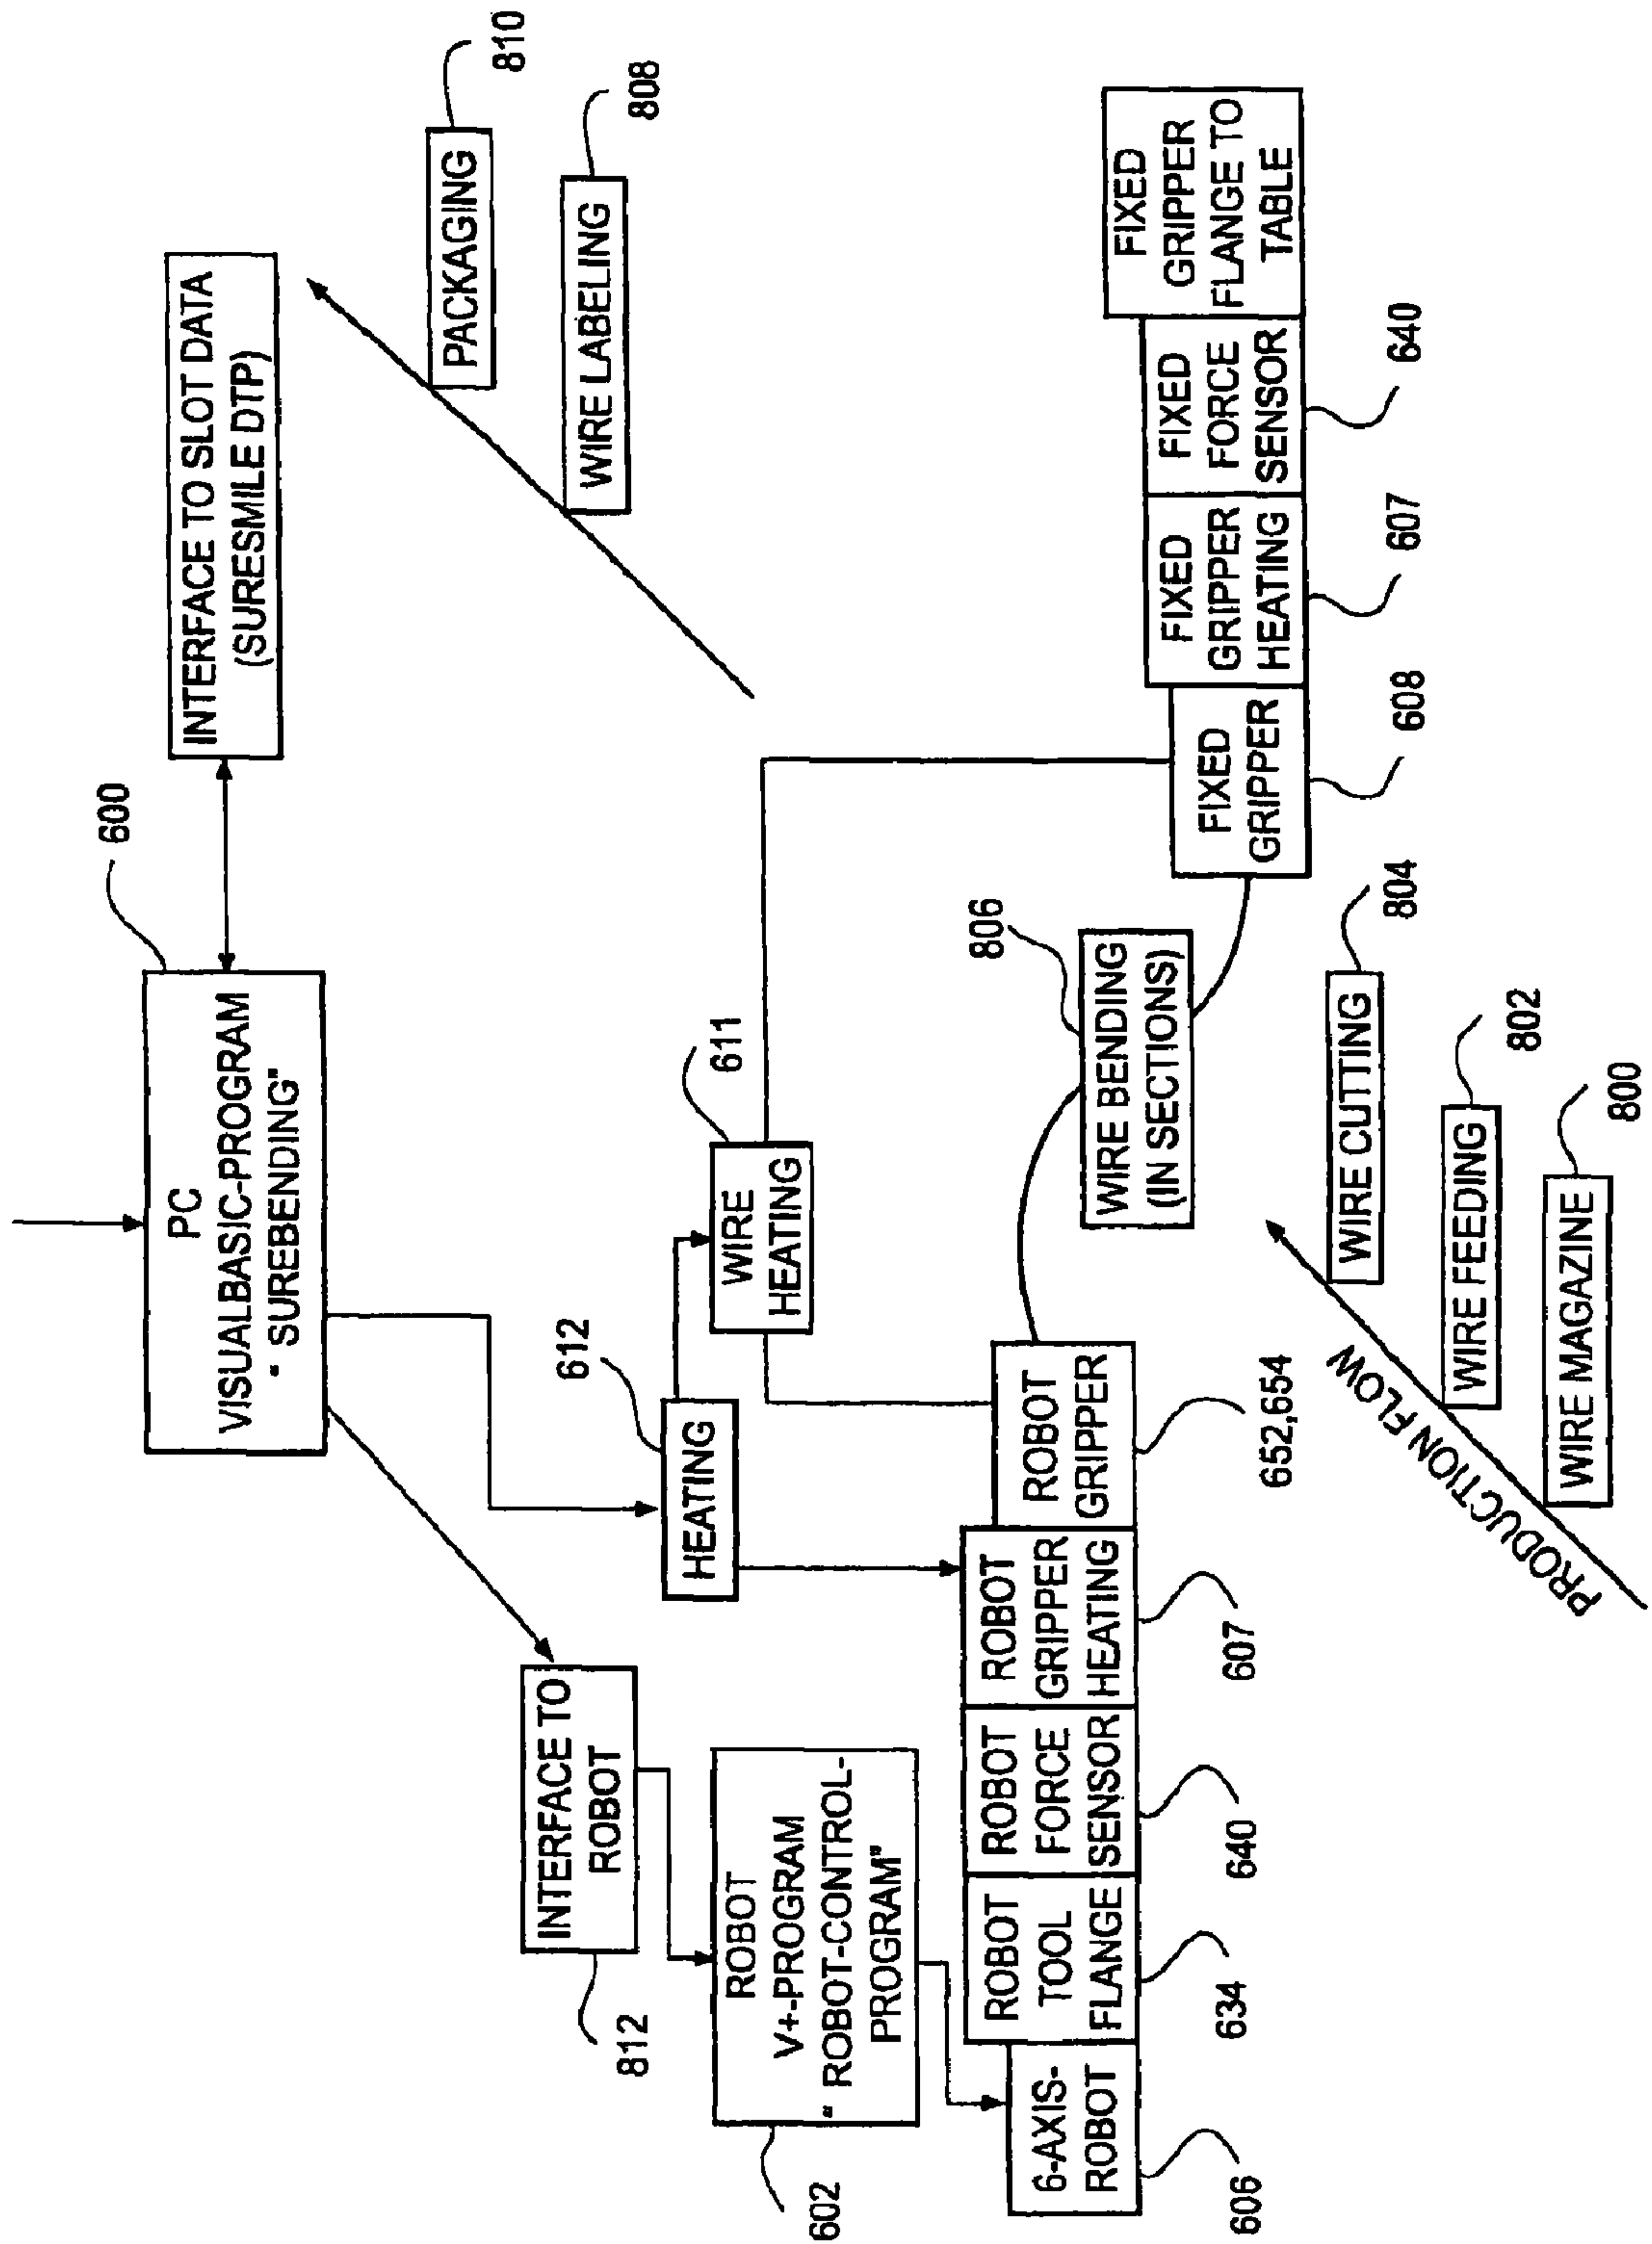 600
PC
VISUALBASIC-PROGRAM
“ SUREBENDING”
INTERFACE TO SLOT DATA
(SURESMILE DTP)
PACKAGING
810
WIRE LABELING
808
812
INTERFACE TO
ROBOT
612
HEATING
611
WIRE
HEATING
602
ROBOT
V+-PROGRAM
“ ROBOT-CONTROL-
PROGRAM”
806
WIRE BENDING
(IN SECTIONS)
6-AXIS-
ROBOT
606
ROBOT
TOOL
FLANGE
634
ROBOT
FORCE
SENSOR
640
ROBOT
GRIPPER
HEATING
607
ROBOT
GRIPPER
652,654
FIXED
GRIPPER
608
FIXED
GRIPPER
HEATING
607
FIXED
FORCE
SENSOR
640
FIXED
GRIPPER
FLANGE TO
TABLE
PRODUCTION FLOW
WIRE CUTTING
804
WIRE FEEDING
802
WIRE MAGAZINE
800